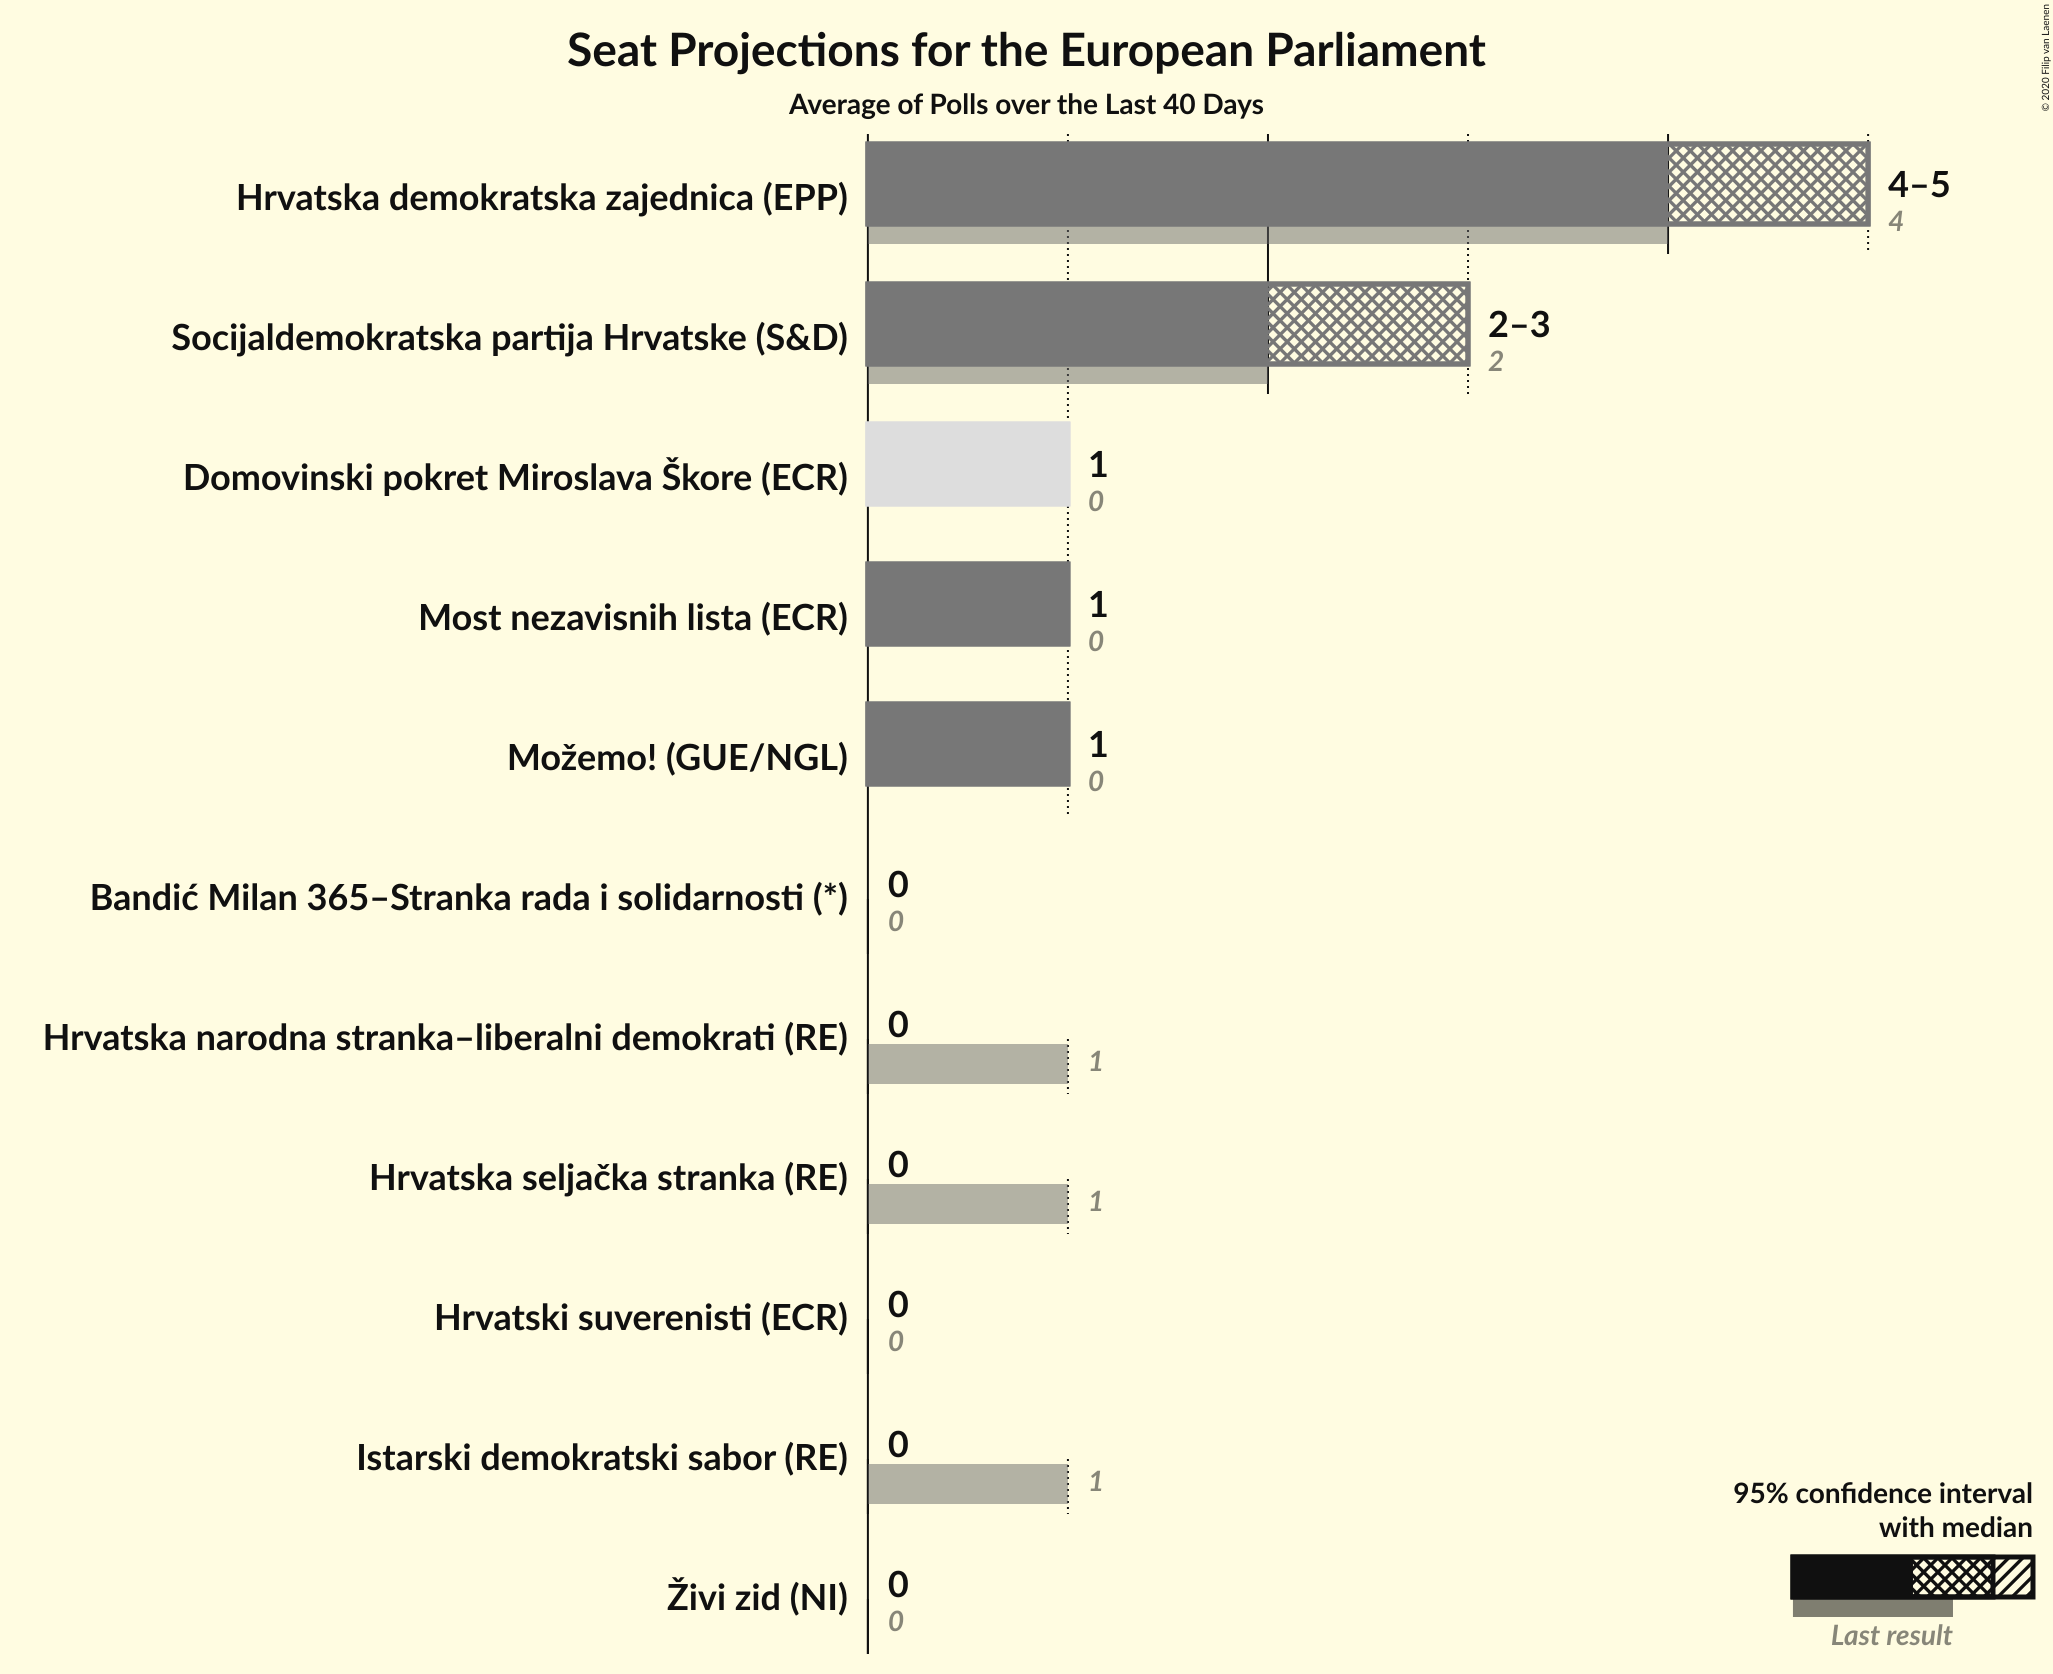 © 2020 Filip van Laenen
Seat Projections for the European Parliament
Average of Polls over the Last 40 Days
Hrvatska demokratska zajednica (EPP)
4–5
4
Socijaldemokratska partija Hrvatske (S&D)
2–3
2
Domovinski pokret Miroslava Škore (ECR)
1
0
Most nezavisnih lista (ECR)
1
0
Možemo! (GUE/NGL)
1
0
Bandić Milan 365–Stranka rada i solidarnosti (*)
0
0
Hrvatska narodna stranka–liberalni demokrati (RE)
0
1
Hrvatska seljačka stranka (RE)
0
1
Hrvatski suverenisti (ECR)
0
0
Istarski demokratski sabor (RE)
0
1
Živi zid (NI)
0
0
95% confidence interval
with median
Last result